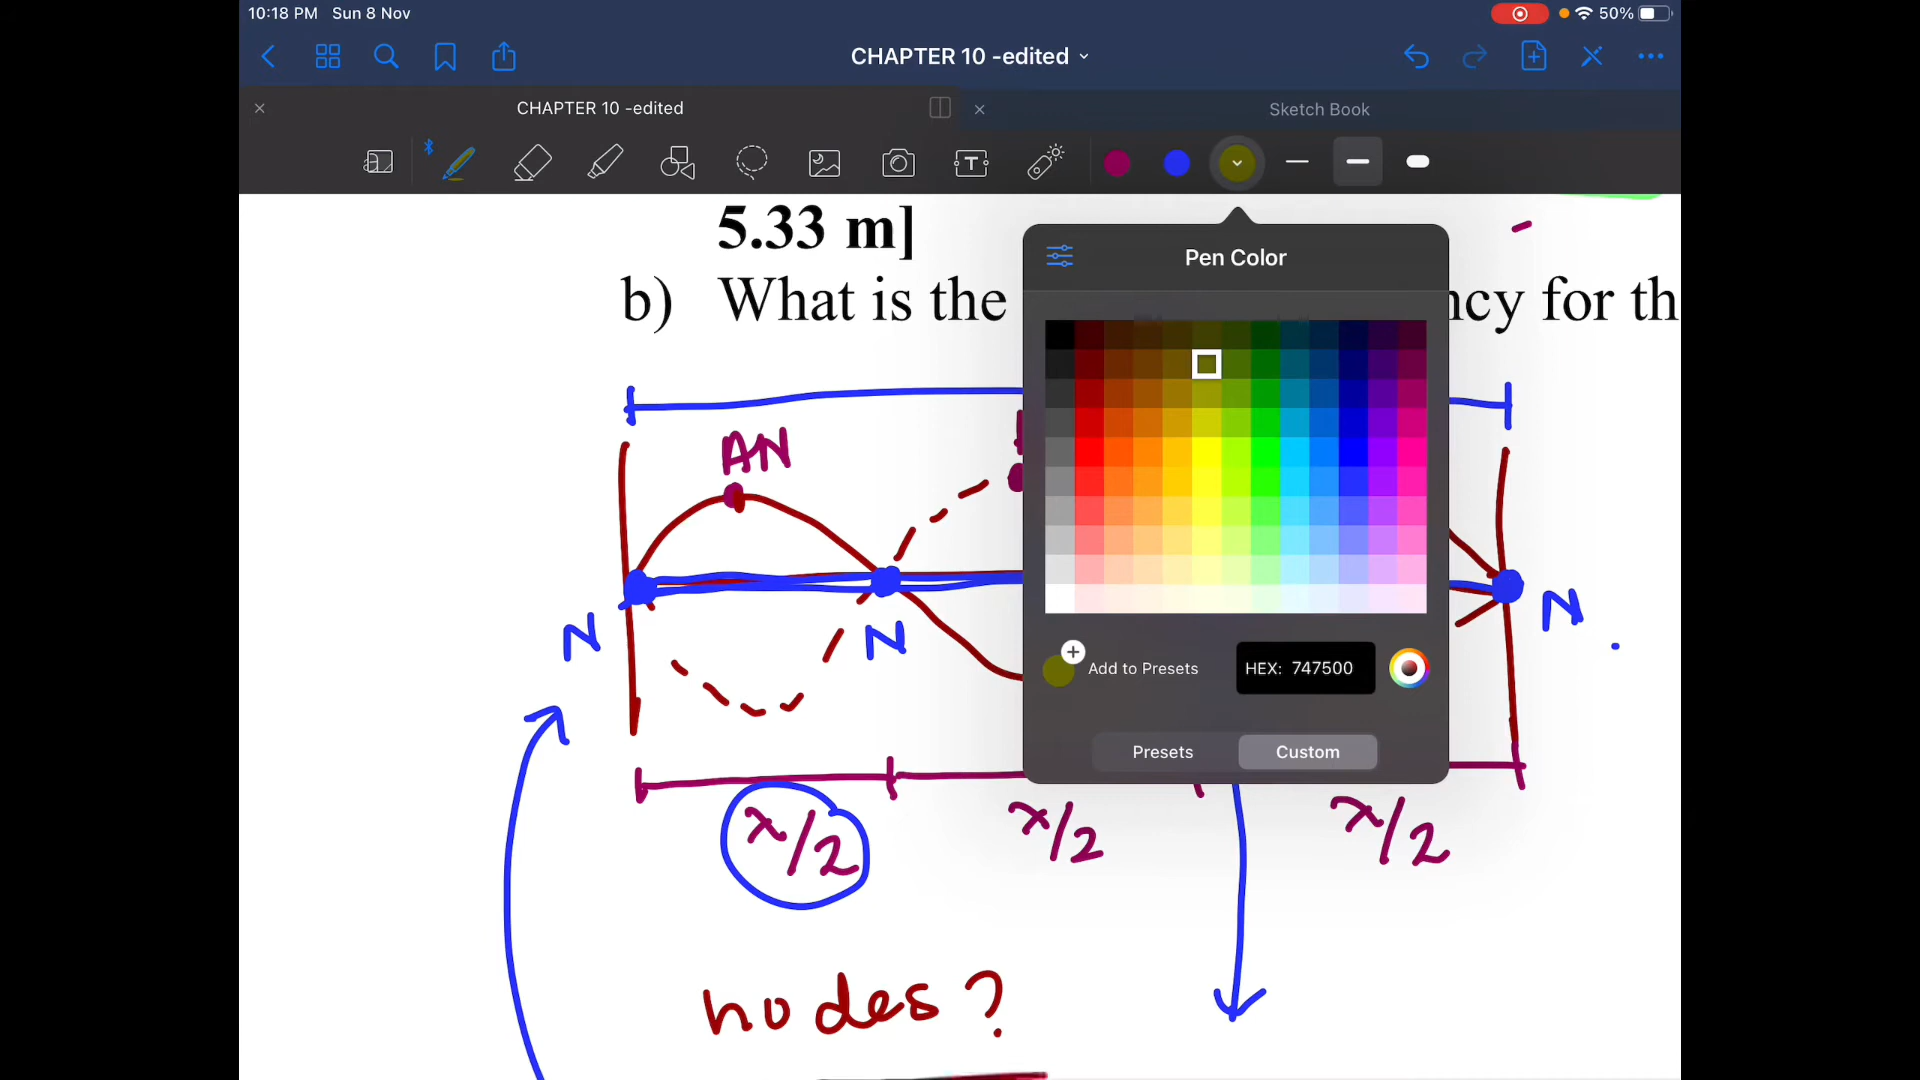 10:18 PM Sun 8 Nov
50%
CHAPTER 10 -edited
CHAPTER 10 -edited
Sketch Book
T
5.33 m]
Pen Color
b) What is the ncy for th
AN
N
N
N
Add to Presets
HEX: 747500
Presets
Custom
λ/2
λ/2
λ/2
nodes?